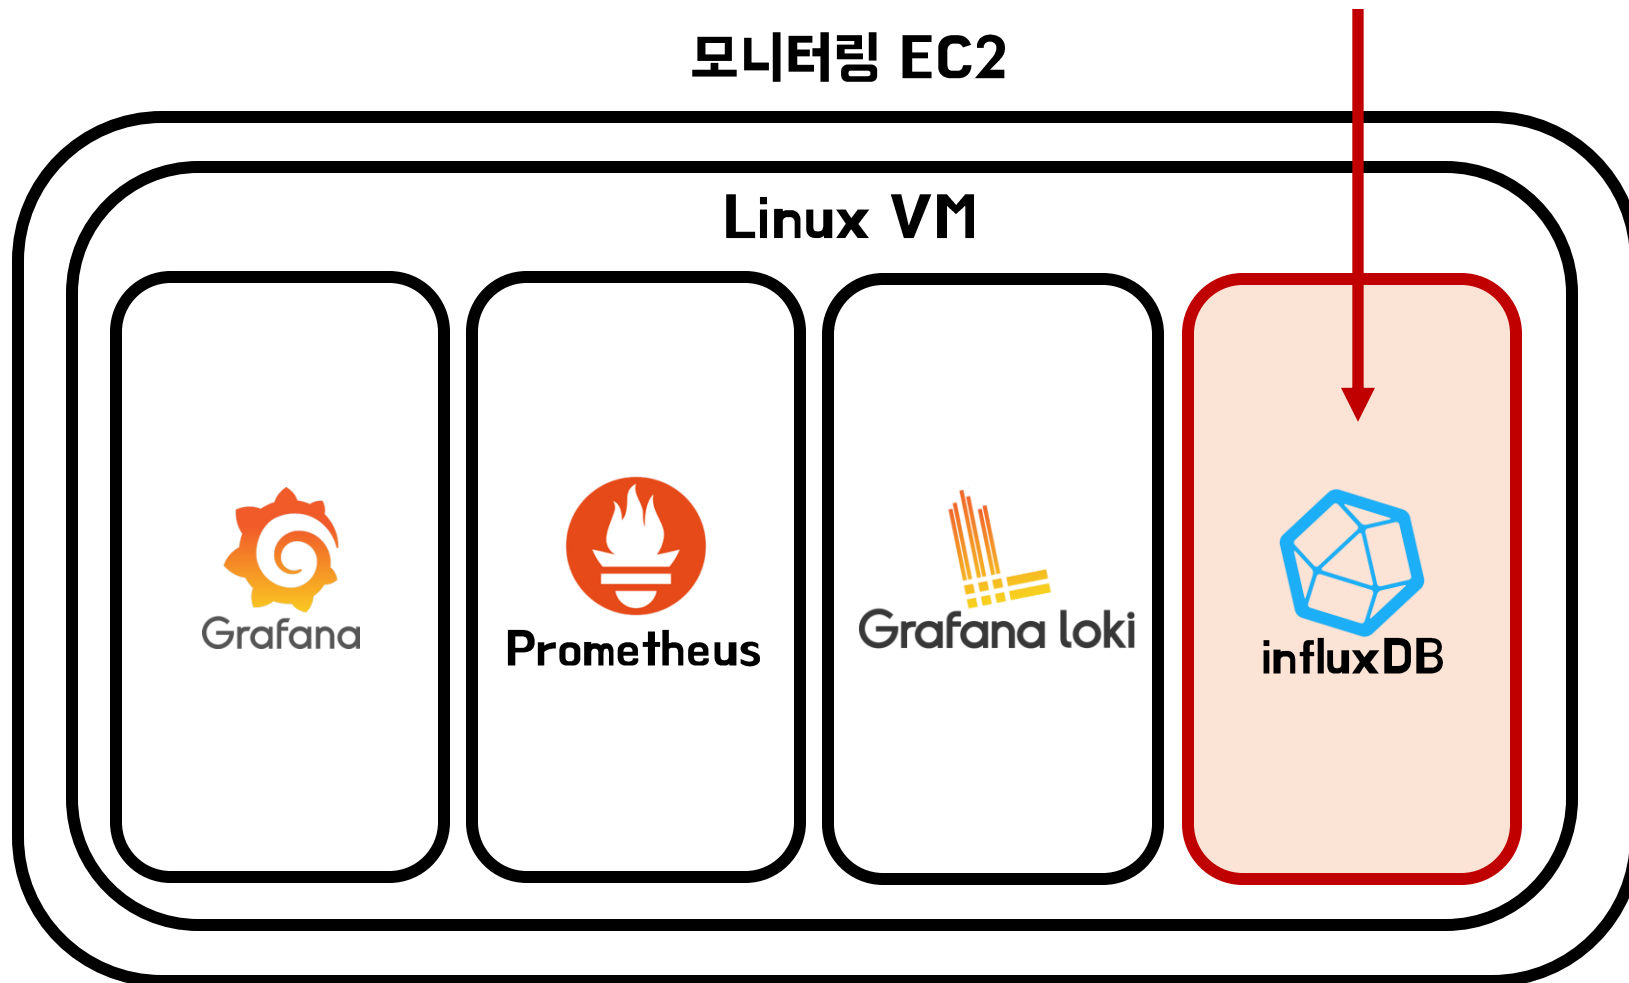 모니터링 EC2
Linux VM
Grafana
Prometheus
Grafana loki
influxDB